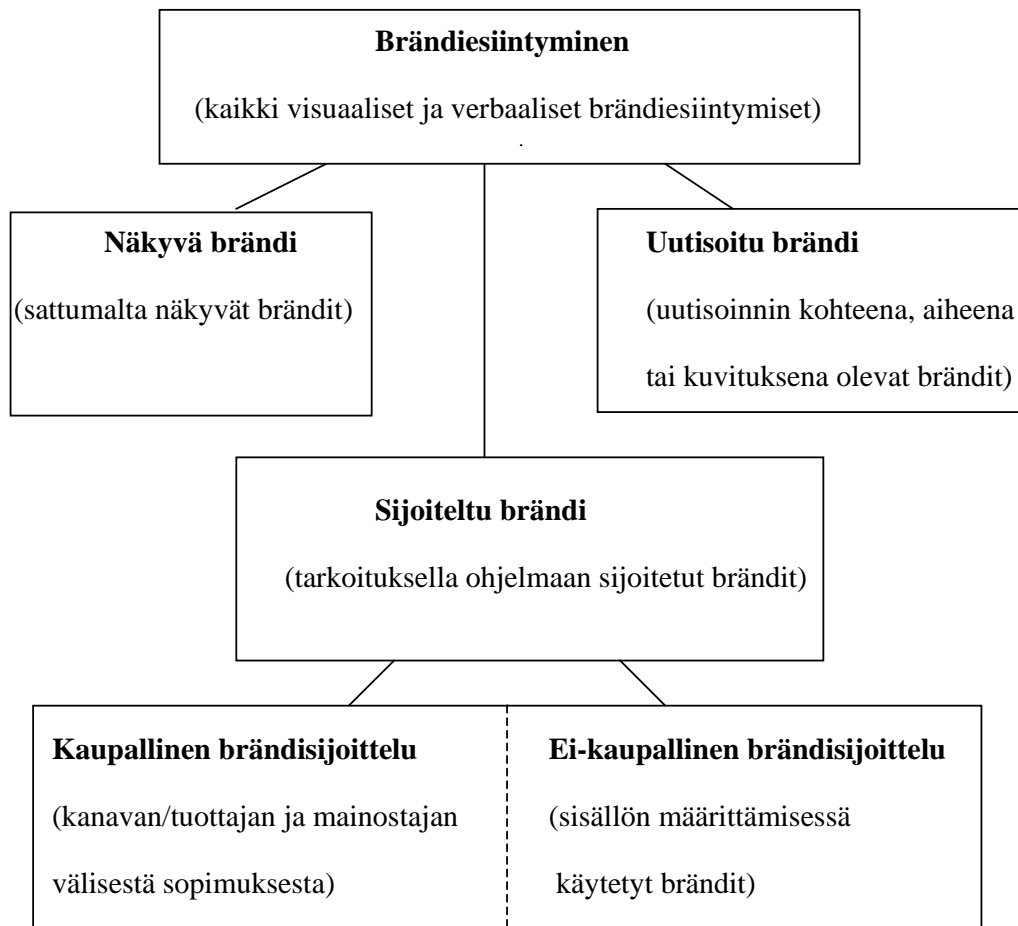 Brändiesiintyminen
(kaikki visuaaliset ja verbaaliset brändiesiintymiset)
.
Näkyvä brändi
(sattumalta näkyvät brändit)
Uutisoitu brändi
(uutisoinnin kohteena, aiheena
tai kuvituksena olevat brändit)
Sijoiteltu brändi
(tarkoituksella ohjelmaan sijoitetut brändit)
Kaupallinen brändisijoittelu
(kanavan/tuottajan ja mainostajan
välisestä sopimuksesta)
Ei-kaupallinen brändisijoittelu
(sisällön määrittämisessä
käytetyt brändit)